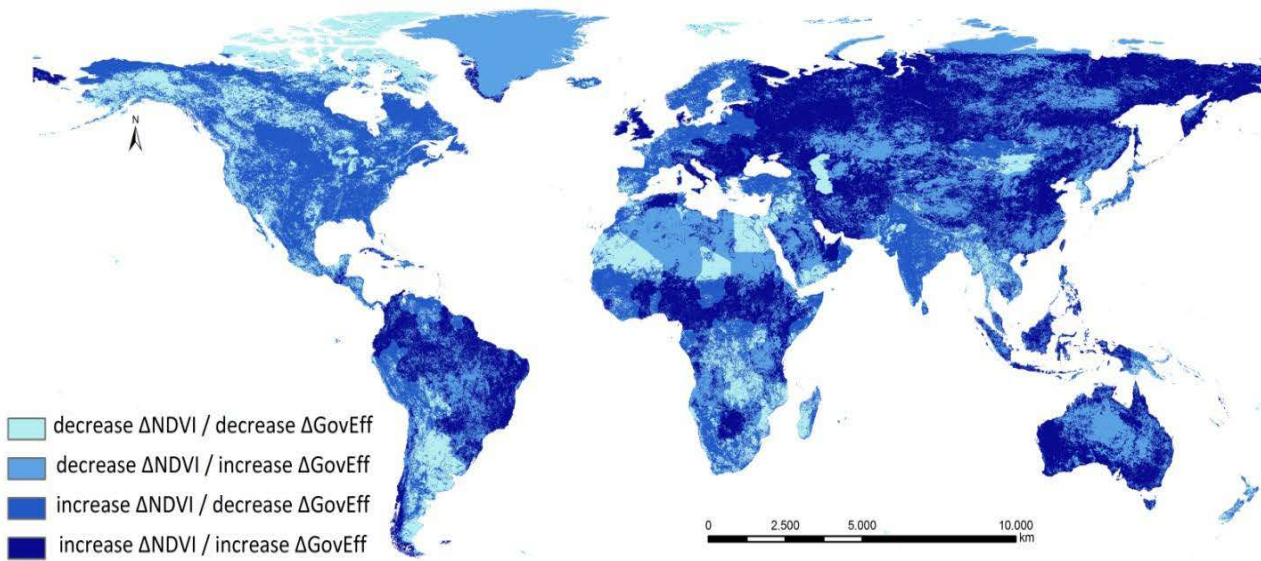 N
decrease ΔNDVI / decrease ΔGovEff
decrease ΔNDVI / increase ΔGovEff
increase ΔNDVI / decrease ΔGovEff
increase ΔNDVI / increase ΔGovEff
0 2.500 5.000 10.000
km